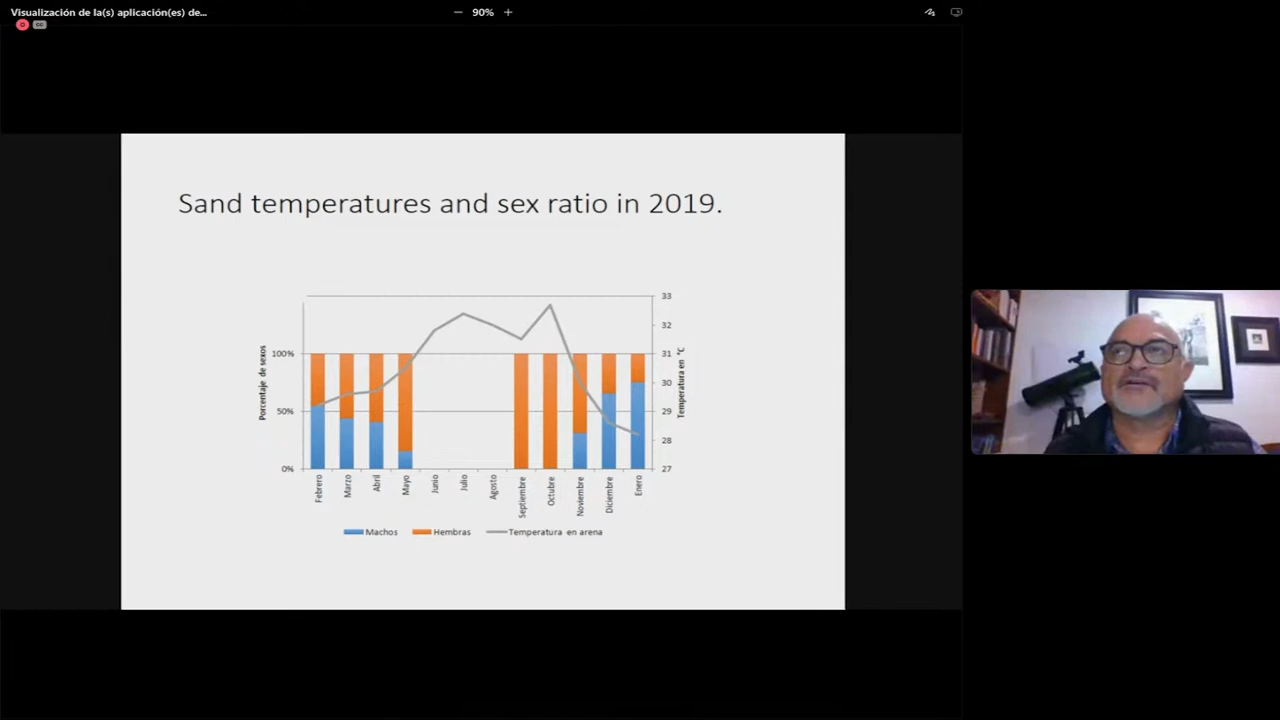 Visualización de la(s) aplicación(es) de...
90%
CC
Sand temperatures and sex ratio in 2019.
Porcentaje de sexos
100%
50%
0%
33
32
31
30
29
28
27
Temperatura en °C
Febrero
Marzo
Abril
Mayo
Junio
Julio
Agosto
Septiembre
Octubre
Noviembre
Diciembre
Enero
Machos
Hembras
Temperatura en arena